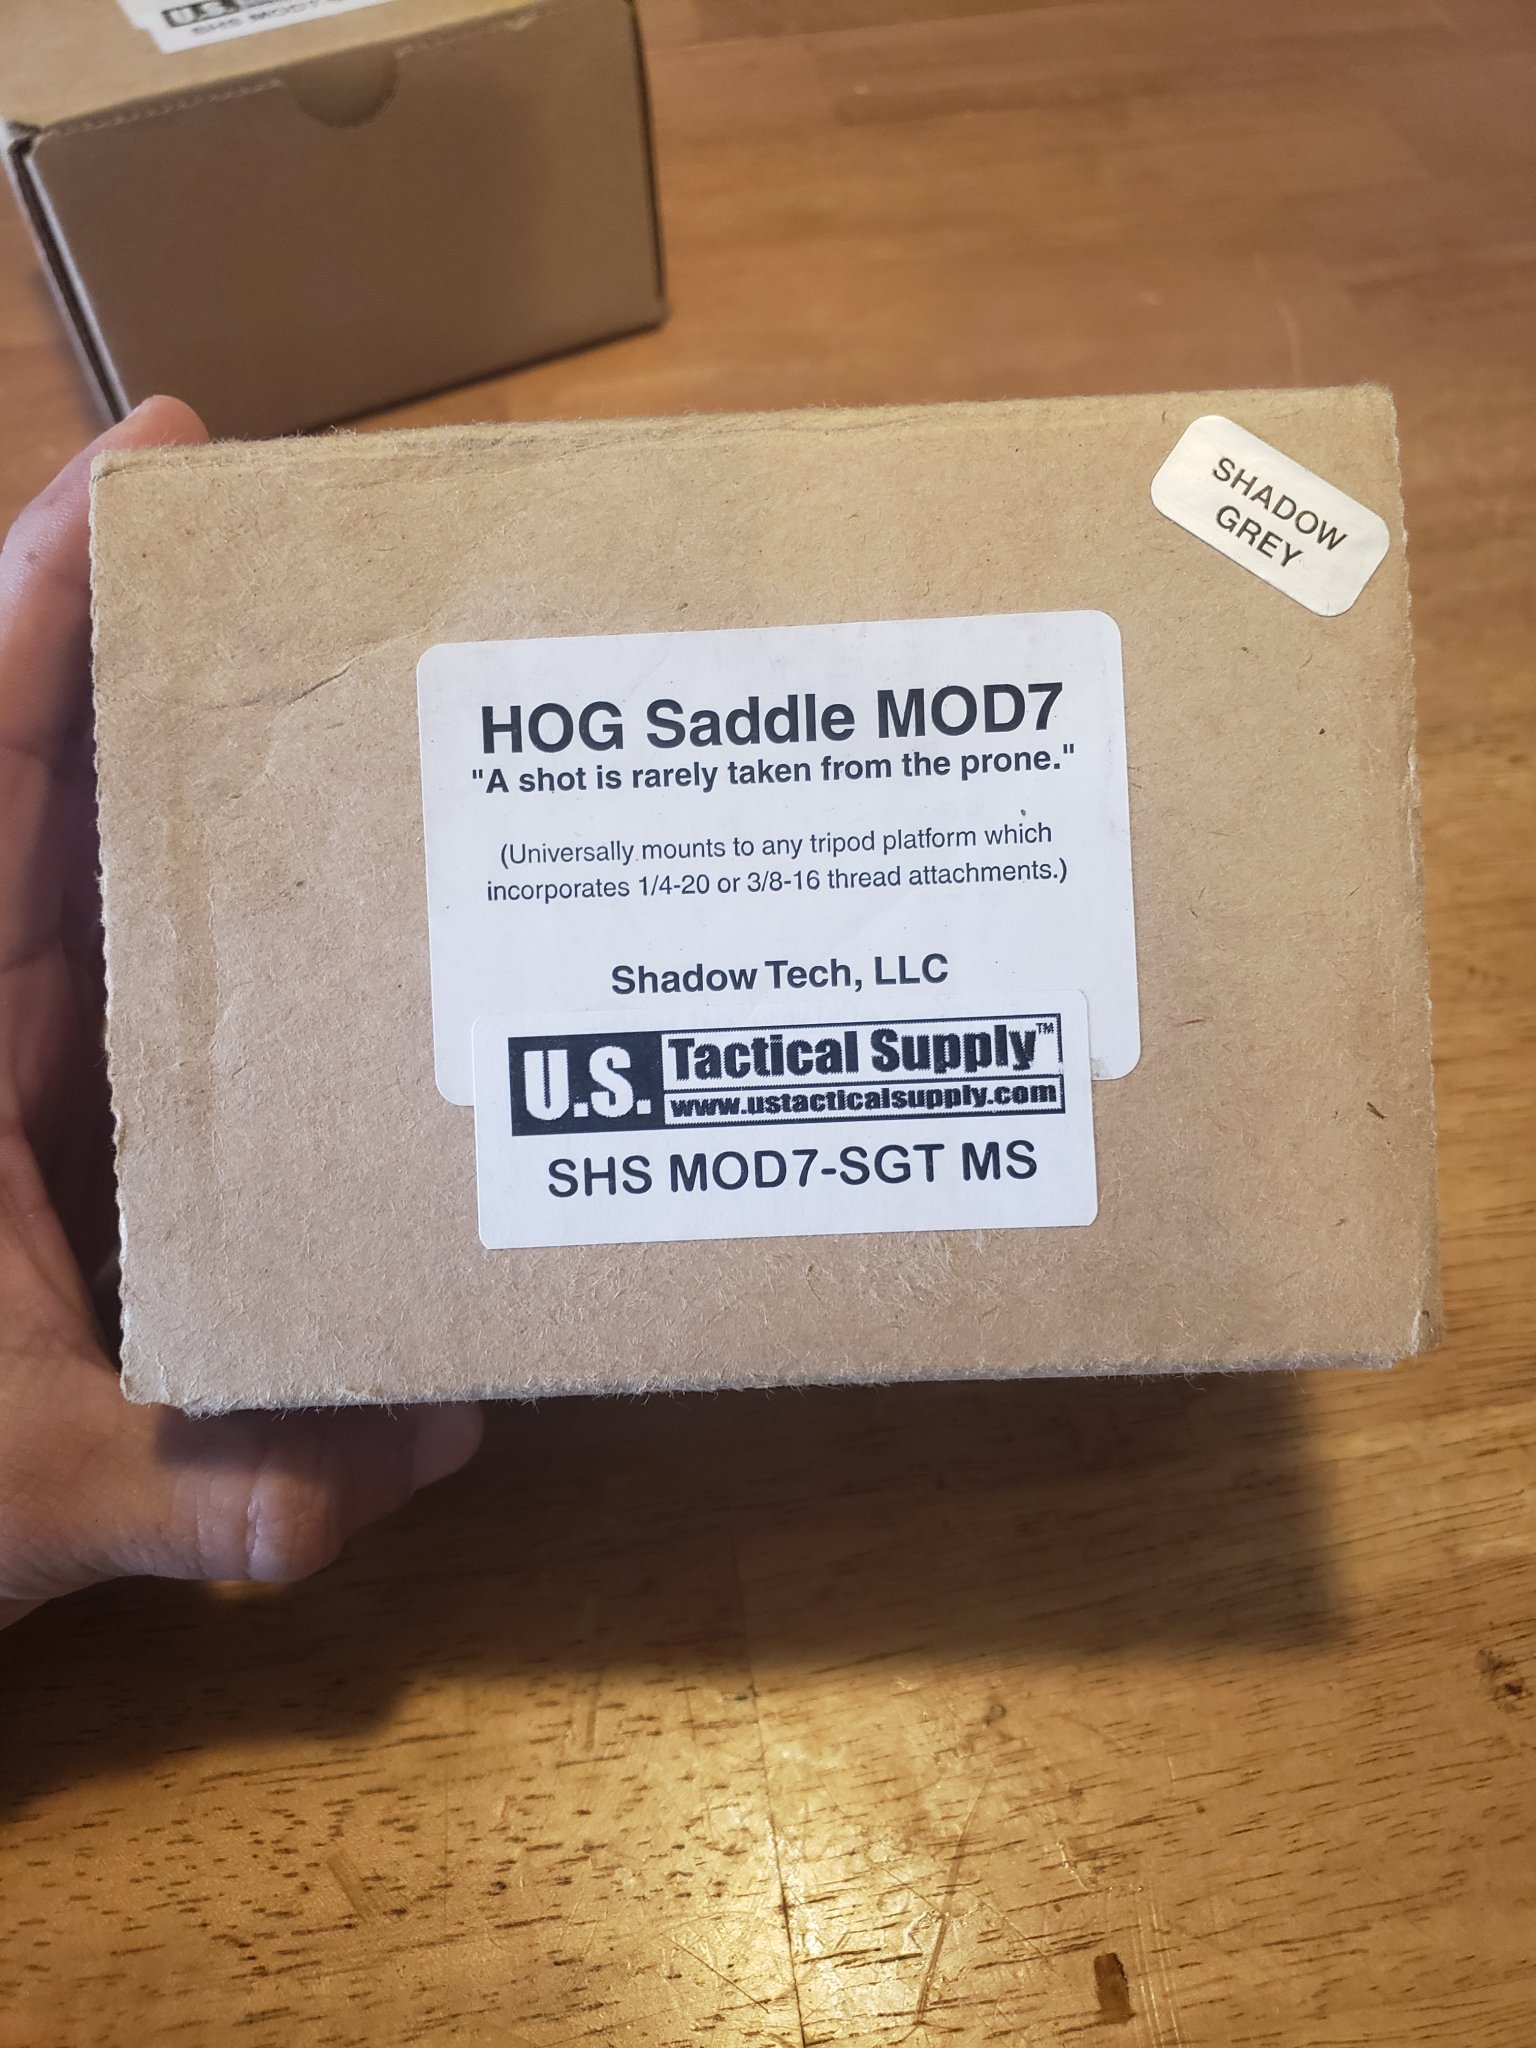 U.S.
SHADOW
GREY
HOG Saddle MOD7
"A shot is rarely taken from the prone."
(Universally mounts to any tripod platform which
incorporates 1/4-20 or 3/8-16 thread attachments.)
Shadow Tech, LLC
U.S. Tactical Supply™
www.ustacticalsupply.com
SHS MOD7-SGT MS